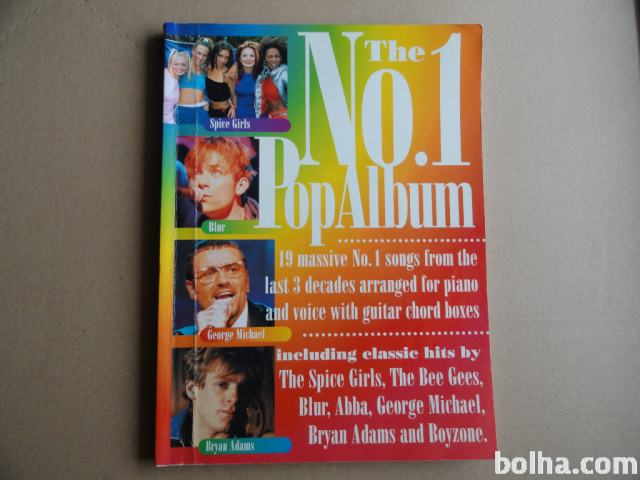 The
No.1
PopAlbum
Spice Girls
Blur
George Michael
Bryan Adams
19 massive No.1 songs from the
last 3 decades arranged for piano
and voice with guitar chord boxes
including classic hits by
The Spice Girls, The Bee Gees,
Blur, Abba, George Michael,
Bryan Adams and Boyzone.
bolha.com